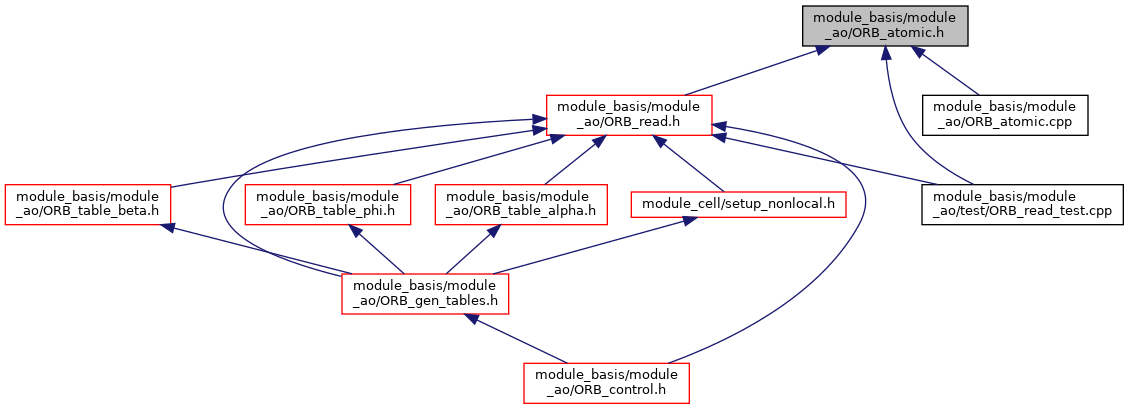 module_basis/module
_ao/ORB_atomic.h
module_basis/module
_ao/ORB_read.h
module_basis/module
_ao/ORB_atomic.cpp
module_basis/module
_ao/ORB_table_beta.h
module_basis/module
_ao/ORB_table_phi.h
module_basis/module
_ao/ORB_table_alpha.h
module_cell/setup_nonlocal.h
module_basis/module
_ao/test/ORB_read_test.cpp
module_basis/module
_ao/ORB_gen_tables.h
module_basis/module
_ao/ORB_control.h